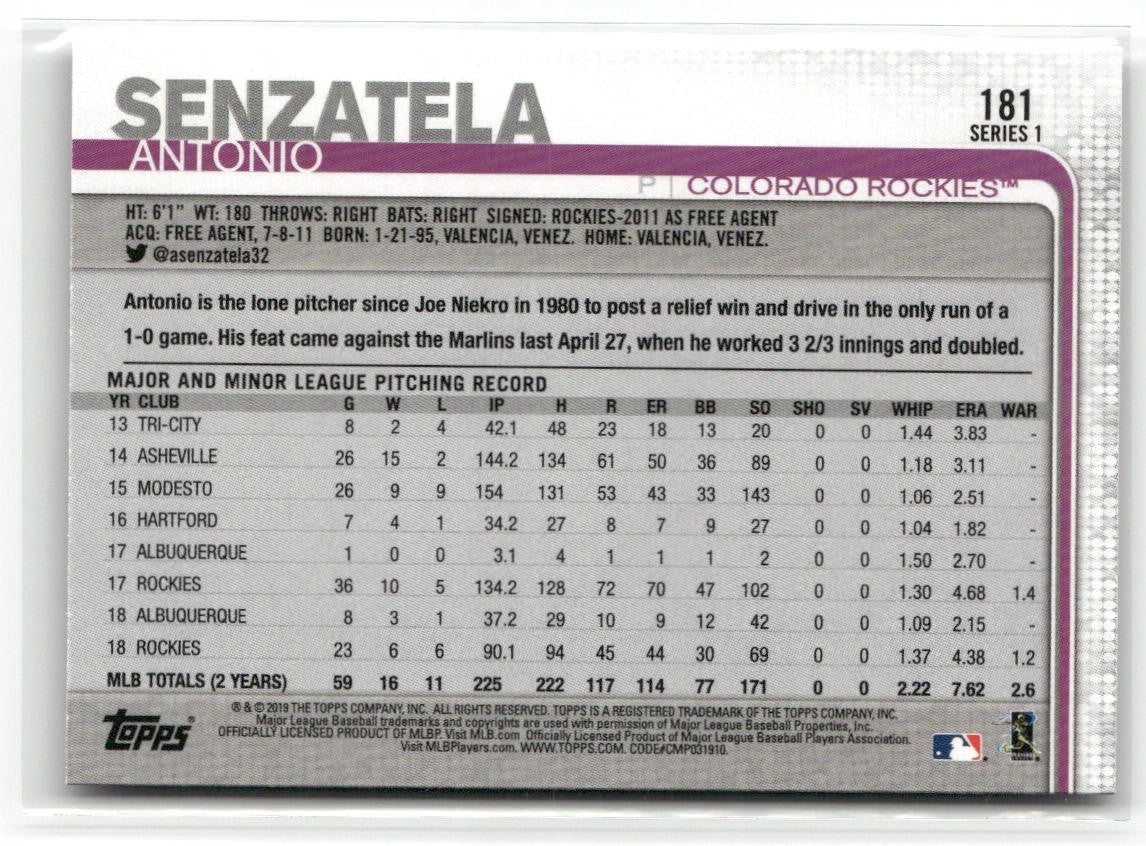 SENZATELA
ANTONIO
181
SERIES 1
P | COLORADO ROCKIES™
HT: 6'1" WT: 180 THROWS: RIGHT BATS: RIGHT SIGNED: ROCKIES-2011 AS FREE AGENT
ACQ: FREE AGENT, 7-8-11 BORN: 1-21-95, VALENCIA, VENEZ. HOME: VALENCIA, VENEZ.
@asenzatela32
Antonio is the lone pitcher since Joe Niekro in 1980 to post a relief win and drive in the only run of a
1-0 game. His feat came against the Marlins last April 27, when he worked 3 2/3 innings and doubled.
MAJOR AND MINOR LEAGUE PITCHING RECORD
YR CLUB G W L IP H R ER BB SO SHO SV WHIP ERA WAR
13 TRI-CITY 8 2 4 42.1 48 23 18 13 20 0 0 1.44 3.83 -
14 ASHEVILLE 26 15 2 144.2 134 61 50 36 89 0 0 1.18 3.11 -
15 MODESTO 26 9 9 154 131 53 43 33 143 0 0 1.06 2.51 -
16 HARTFORD 7 4 1 34.2 27 8 7 9 27 0 0 1.04 1.82 -
17 ALBUQUERQUE 1 0 0 3.1 4 1 1 1 2 0 0 1.50 2.70 -
17 ROCKIES 36 10 5 134.2 128 72 70 47 102 0 0 1.30 4.68 1.4
18 ALBUQUERQUE 8 3 1 37.2 29 10 9 12 42 0 0 1.09 2.15 -
18 ROCKIES 23 6 6 90.1 94 45 44 30 69 0 0 1.37 4.38 1.2
MLB TOTALS (2 YEARS) 59 16 11 225 222 117 114 77 171 0 0 2.22 7.62 2.6
® & © 2019 THE TOPPS COMPANY, INC. ALL RIGHTS RESERVED. TOPPS IS A REGISTERED TRADEMARK OF THE TOPPS COMPANY, INC.
Major League Baseball trademarks and copyrights are used with permission of Major League Baseball Properties, Inc.
OFFICIALLY LICENSED PRODUCT OF MLBP. Visit MLB.com Officially Licensed Product of Major League Baseball Players Association.
Visit MLBPlayers.com. WWW.TOPPS.COM. CODE#CMP031910.
topps®